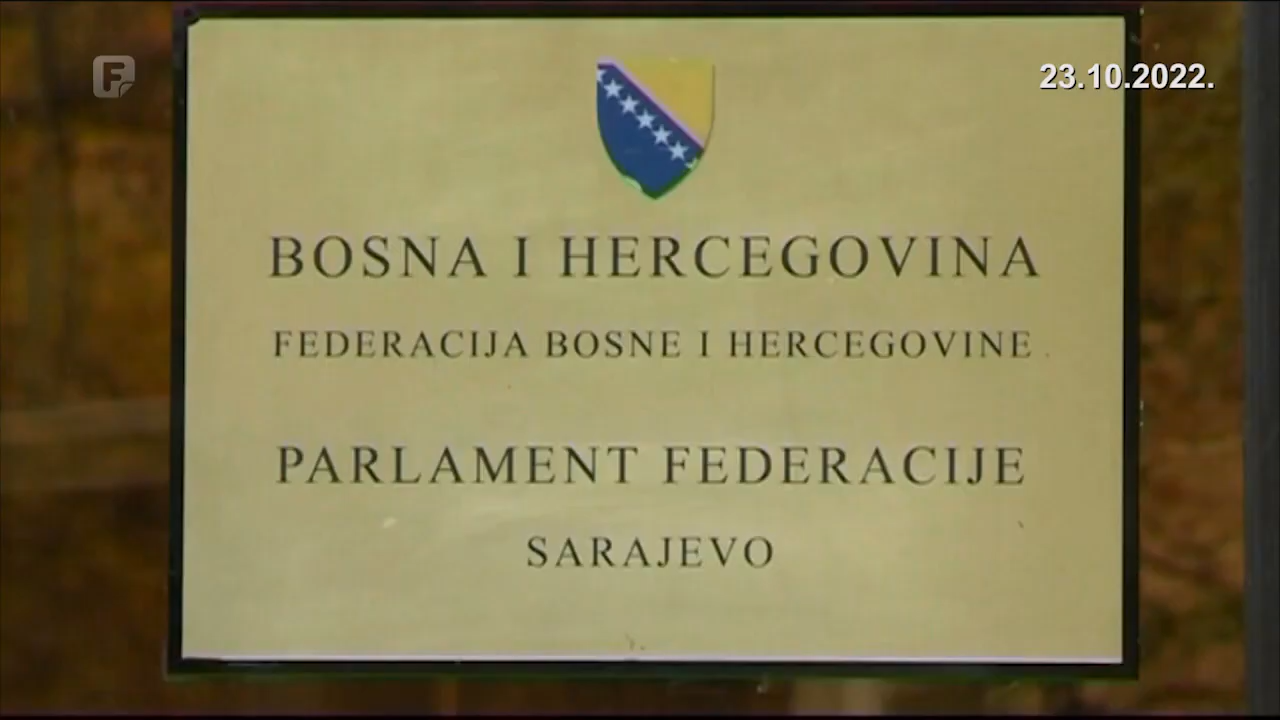 F
23.10.2022.
BOSNA I HERCEGOVINA
FEDERACIJA BOSNE I HERCEGOVINE
PARLAMENT FEDERACIJE
SARAJEVO